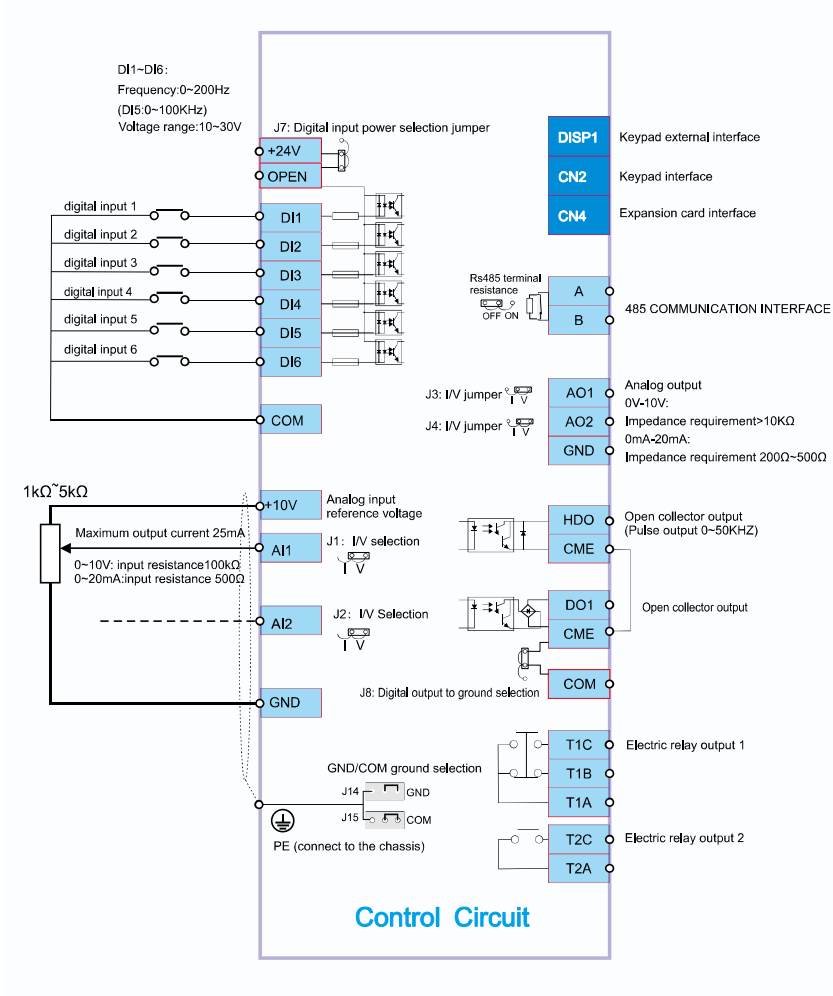 DI1~DI6:
Frequency:0~200Hz
(DI5:0~100KHz)
Voltage range:10~30V
J7: Digital input power selection jumper
+24V
OPEN
digital input 1
DI1
digital input 2
DI2
digital input 3
DI3
digital input 4
DI4
digital input 5
DI5
digital input 6
DI6
COM
1kΩ~5kΩ
+10V
Analog input
reference voltage
Maximum output current 25mA
AI1
J1: I/V selection
I V
0~10V: input resistance100kΩ
0~20mA:input resistance 500Ω
AI2
J2: I/V Selection
I V
GND
GND/COM ground selection
J14
GND
J15
COM
PE (connect to the chassis)
DISP1
Keypad external interface
CN2
Keypad interface
CN4
Expansion card interface
Rs485 terminal
resistance
OFF ON
A
B
485 COMMUNICATION INTERFACE
J3: I/V jumper
I V
AO1
Analog output
0V-10V:
J4: I/V jumper
I V
AO2
Impedance requirement>10KΩ
0mA-20mA:
GND
Impedance requirement 200Ω~500Ω
HDO
Open collector output
(Pulse output 0~50KHZ)
CME
DO1
Open collector output
CME
COM
J8: Digital output to ground selection
T1C
Electric relay output 1
T1B
T1A
T2C
Electric relay output 2
T2A
Control Circuit